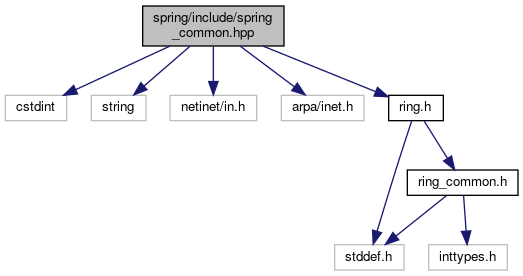 spring/include/spring
_common.hpp
cstdint
string
netinet/in.h
arpa/inet.h
ring.h
ring_common.h
stddef.h
inttypes.h